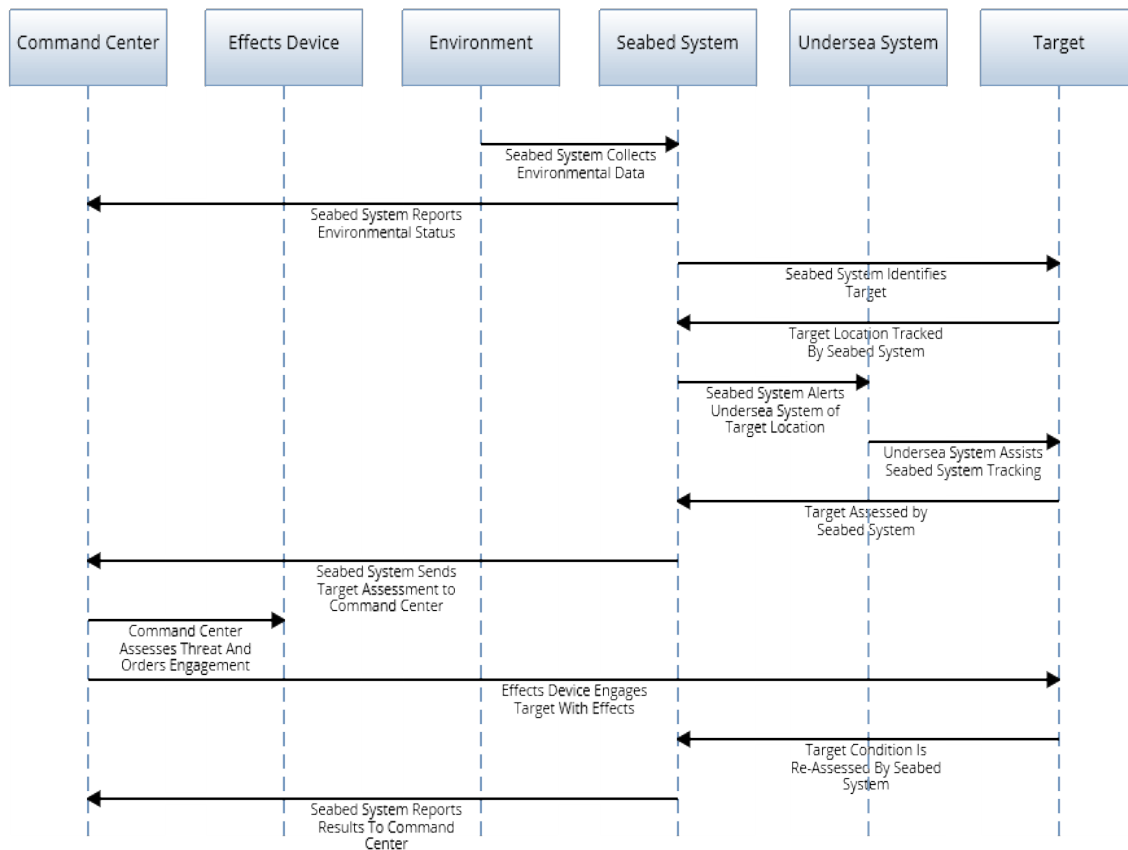 Command Center
Effects Device
Environment
Seabed System
Undersea System
Target
Seabed System Collects
Environmental Data
Seabed System Reports
Environmental Status
Seabed System Identifies
Target
Target Location Tracked
By Seabed System
Seabed System Alerts
Undersea System of
Target Location
Undersea System Assists
Seabed System Tracking
Target Assessed by
Seabed System
Seabed System Sends
Target Assessment to
Command Center
Command Center
Assesses Threat And
Orders Engagement
Effects Device Engages
Target With Effects
Target Condition Is
Re-Assessed By Seabed
System
Seabed System Reports
Results To Command
Center